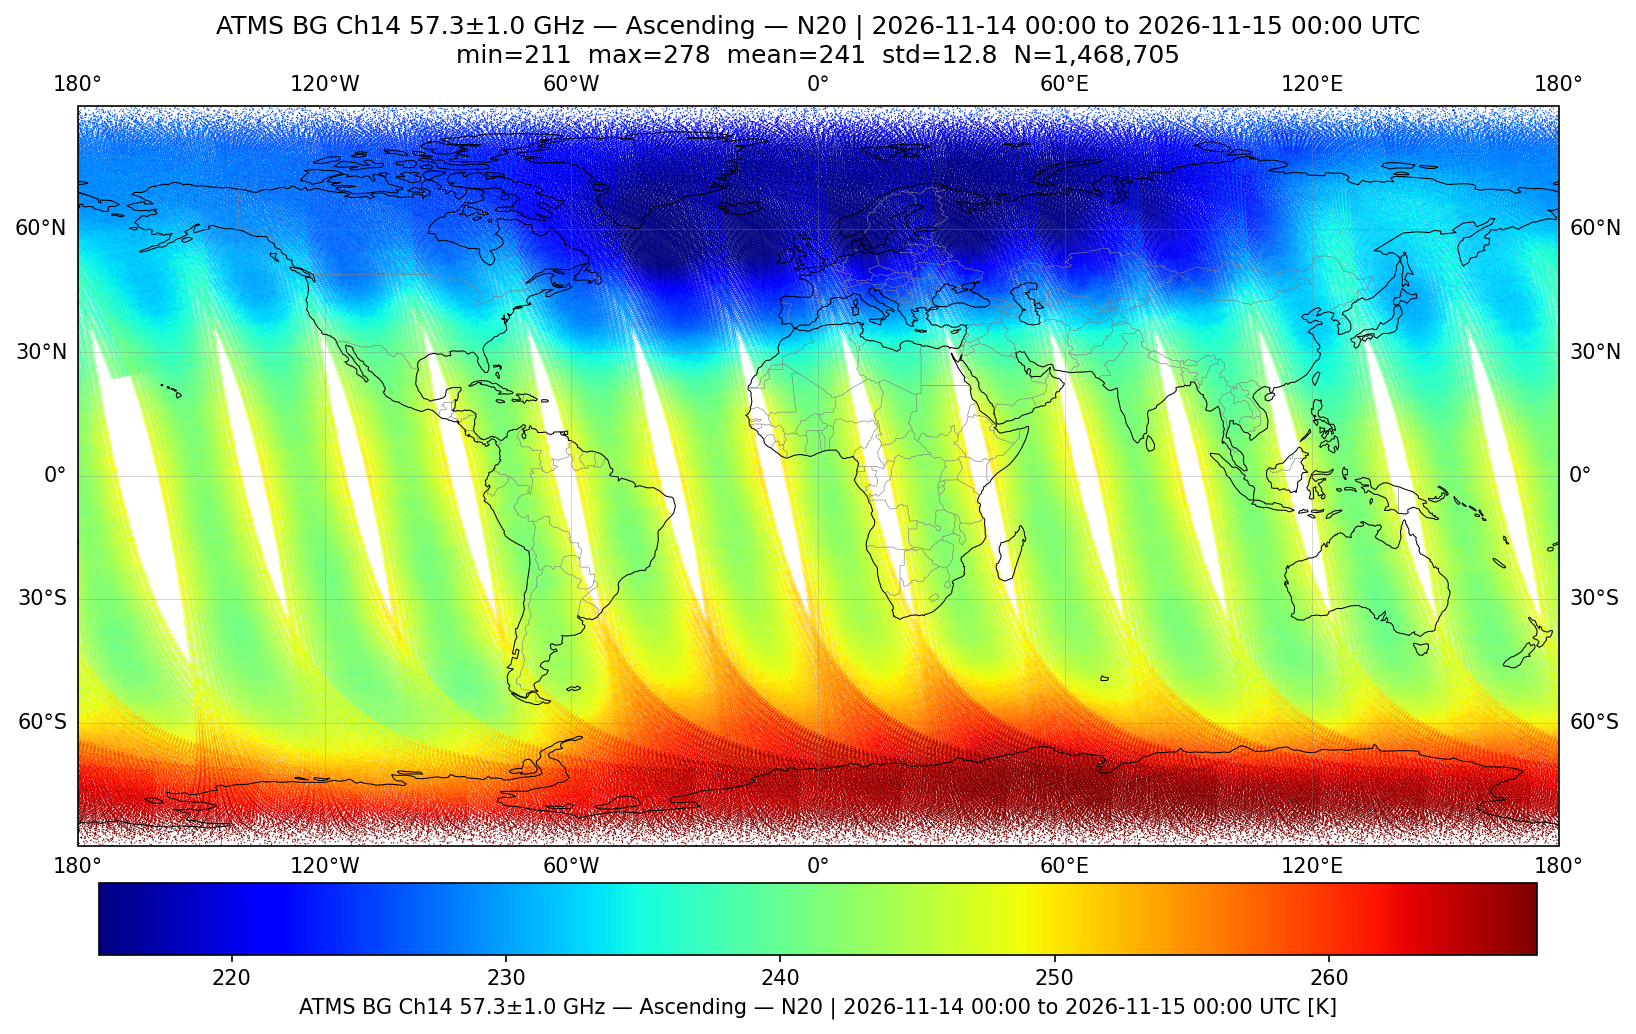 ATMS BG Ch14 57.3±1.0 GHz — Ascending — N20 | 2026-11-14 00:00 to 2026-11-15 00:00 UTC
min=211 max=278 mean=241 std=12.8 N=1,468,705
180° 120°W 60°W 0° 60°E 120°E 180°
60°N 60°N
30°N 30°N
0° 0°
30°S 30°S
60°S 60°S
180° 120°W 60°W 0° 60°E 120°E 180°
220 230 240 250 260
ATMS BG Ch14 57.3±1.0 GHz — Ascending — N20 | 2026-11-14 00:00 to 2026-11-15 00:00 UTC [K]